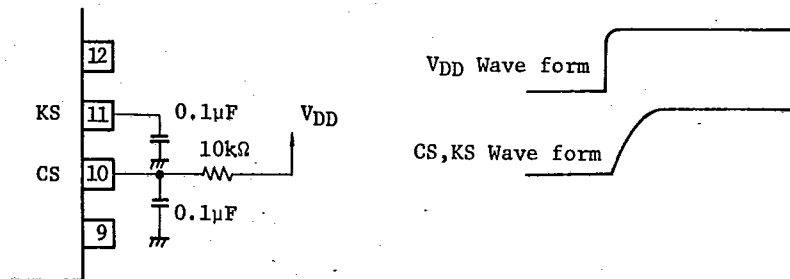 12
KS 11 0.1μF VDD
10kΩ
CS 10
0.1μF
9
VDD Wave form
CS,KS Wave form